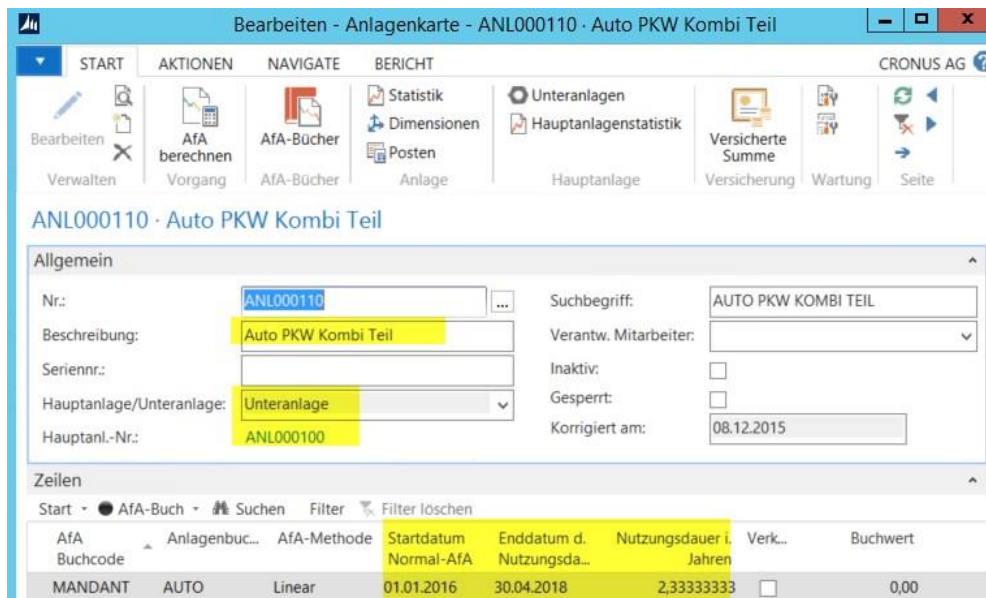 Bearbeiten - Anlagenkarte - ANL000110 · Auto PKW Kombi Teil
START AKTIONEN NAVIGATE BERICHT CRONUS AG
Bearbeiten
AfA berechnen
AfA-Bücher
Statistik
Dimensionen
Posten
Unteranlagen
Hauptanlagenstatistik
Versicherte Summe
Verwalten Vorgang AfA-Bücher Anlage Hauptanlage Versicherung Wartung Seite
ANL000110 · Auto PKW Kombi Teil
Allgemein
Nr.: ANL000110 ...
Beschreibung: Auto PKW Kombi Teil
Seriennr.:
Hauptanlage/Unteranlage: Unteranlage
Hauptanl.-Nr.: ANL000100
Suchbegriff: AUTO PKW KOMBI TEIL
Verantw. Mitarbeiter:
Inaktiv:
Gesperrt:
Korrigiert am: 08.12.2015
Zeilen
Start AfA-Buch Suchen Filter Filter löschen
AfA Buchcode Anlagenbuc... AfA-Methode Startdatum Normal-AfA Enddatum d. Nutzungsda... Nutzungsdauer i. Jahren Verk... Buchwert
MANDANT AUTO Linear 01.01.2016 30.04.2018 2,33333333 0,00